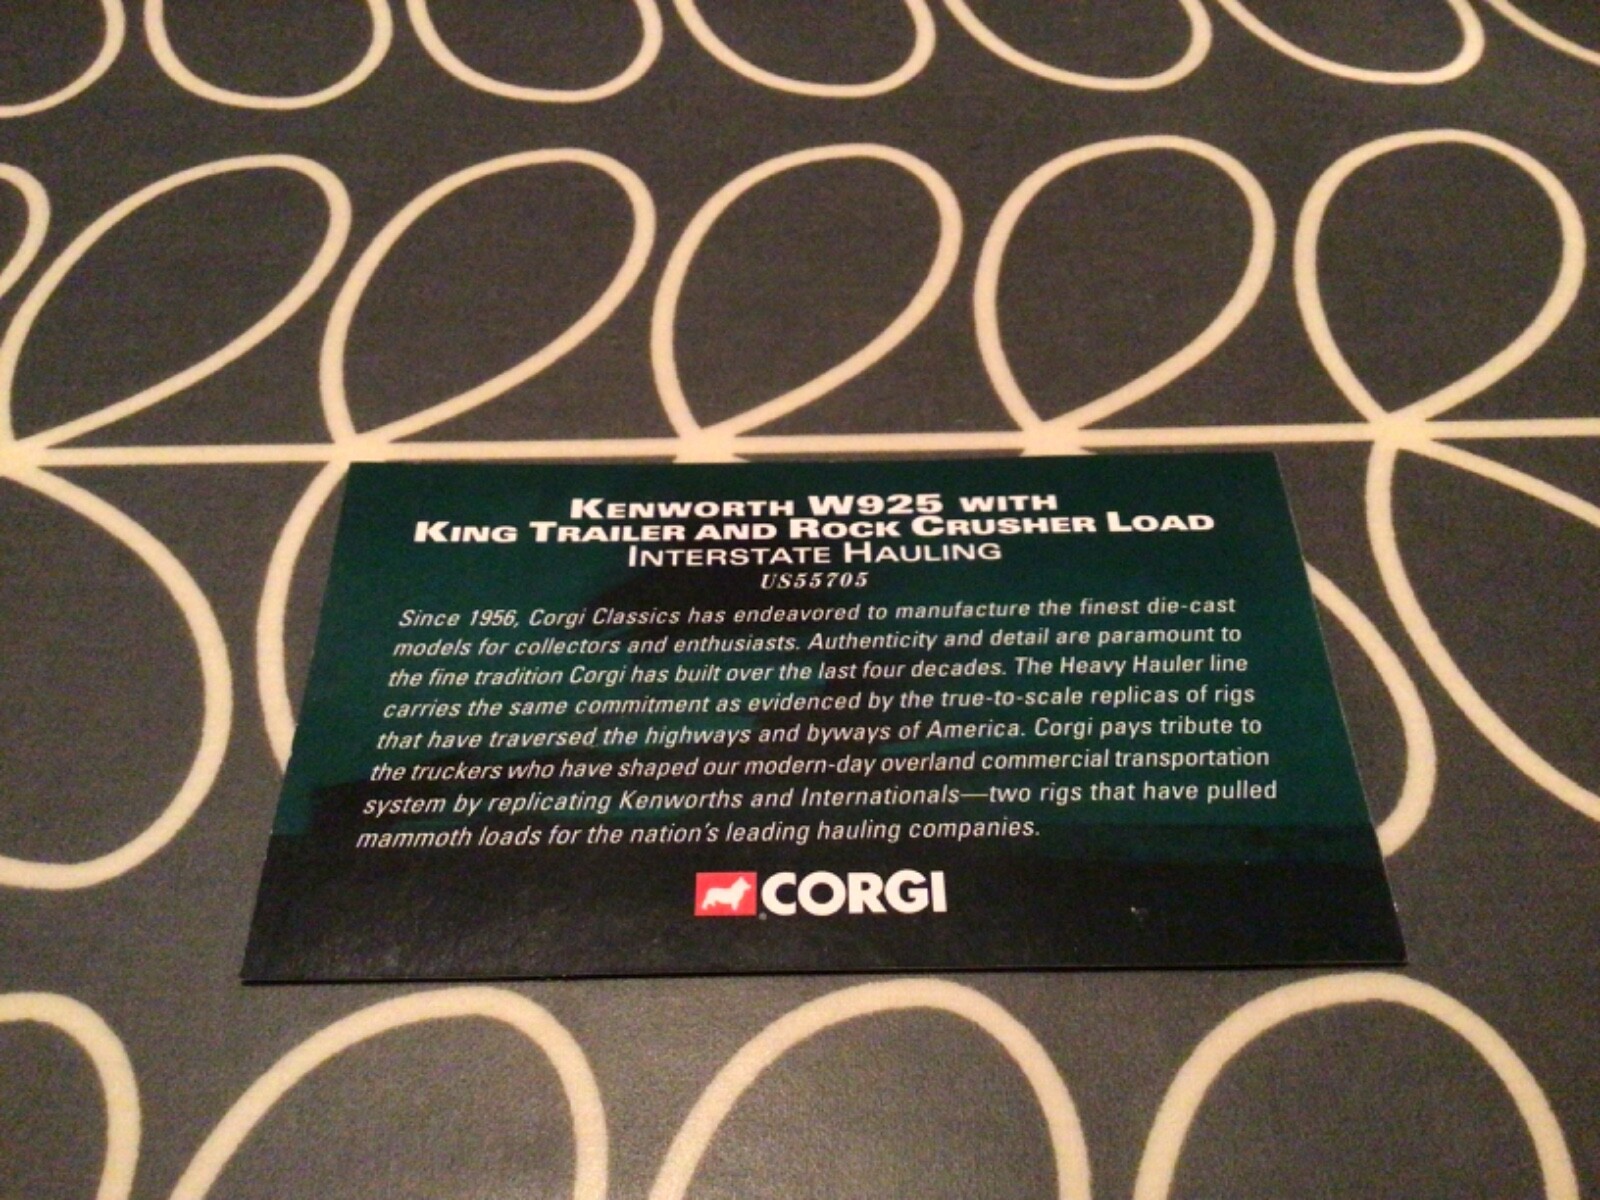 KENWORTH W925 WITH
KING TRAILER AND ROCK CRUSHER LOAD
INTERSTATE HAULING
US55705
Since 1956, Corgi Classics has endeavored to manufacture the finest die-cast
models for collectors and enthusiasts. Authenticity and detail are paramount to
the fine tradition Corgi has built over the last four decades. The Heavy Hauler line
carries the same commitment as evidenced by the true-to-scale replicas of rigs
that have traversed the highways and byways of America. Corgi pays tribute to
the truckers who have shaped our modern-day overland commercial transportation
system by replicating Kenworths and Internationals—two rigs that have pulled
mammoth loads for the nation's leading hauling companies.
CORGI